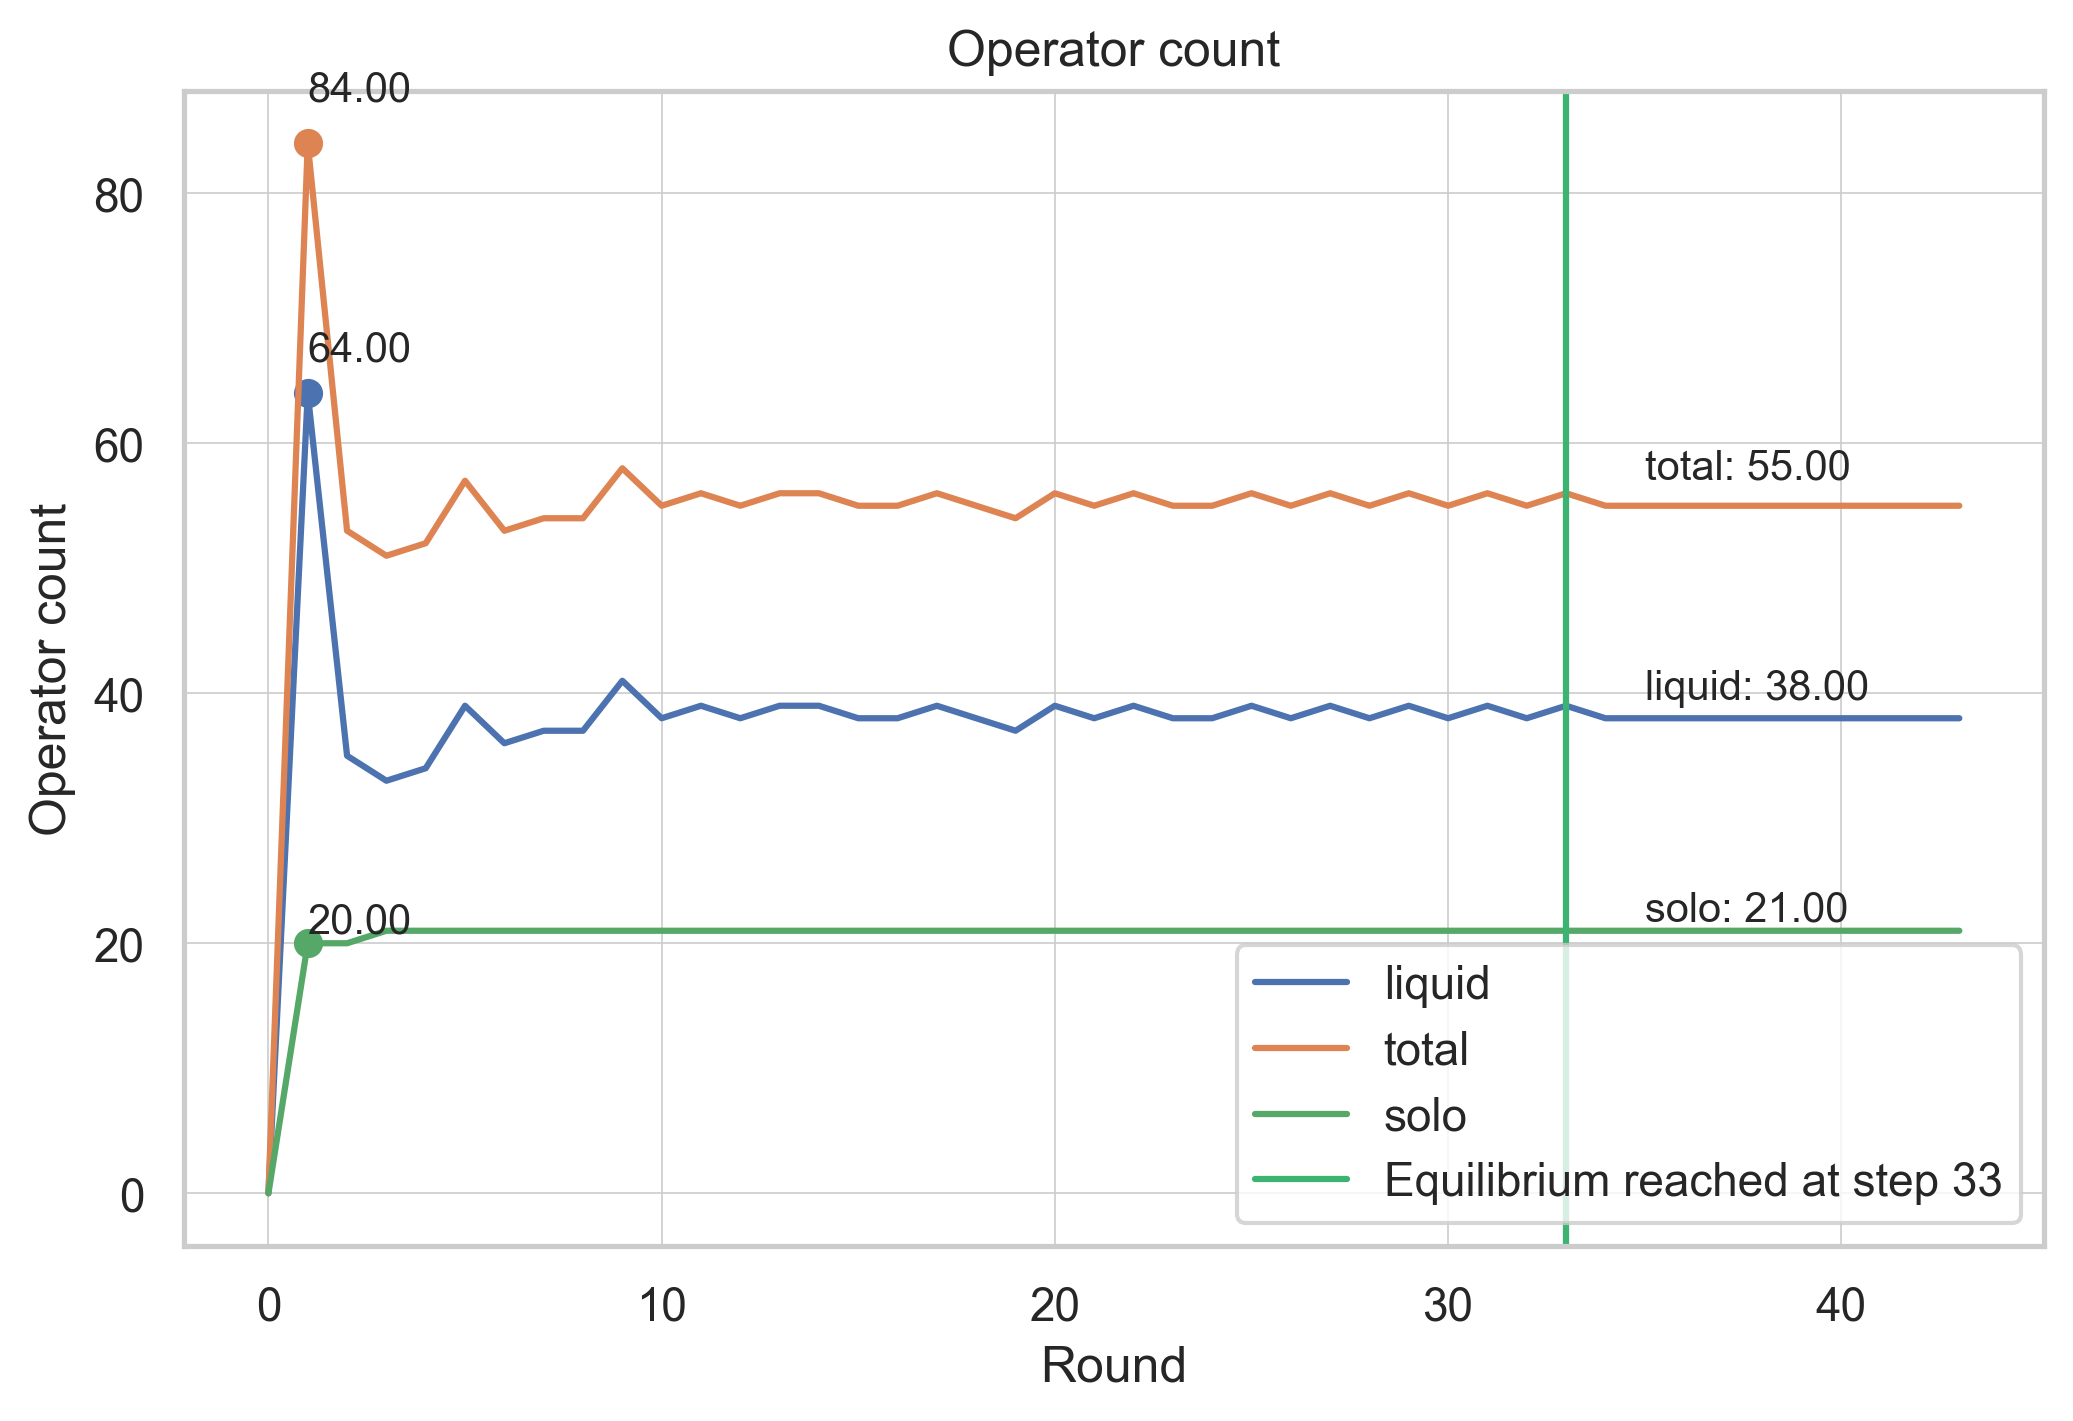 Operator count
84.00
80
64.00
60
total: 55.00
Operator count
40
liquid: 38.00
20.00
20
solo: 21.00
liquid
total
solo
Equilibrium reached at step 33
0
0 10 20 30 40
Round